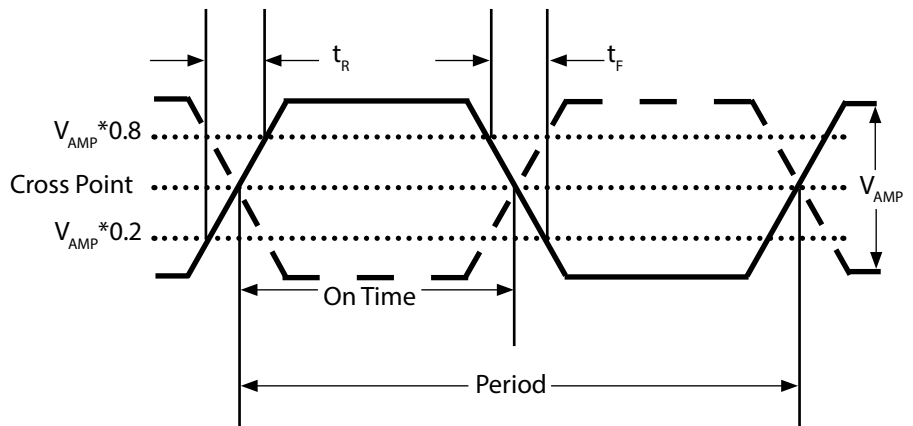 t_R
t_F
V_AMP*0.8
Cross Point
V_AMP
V_AMP*0.2
On Time
Period